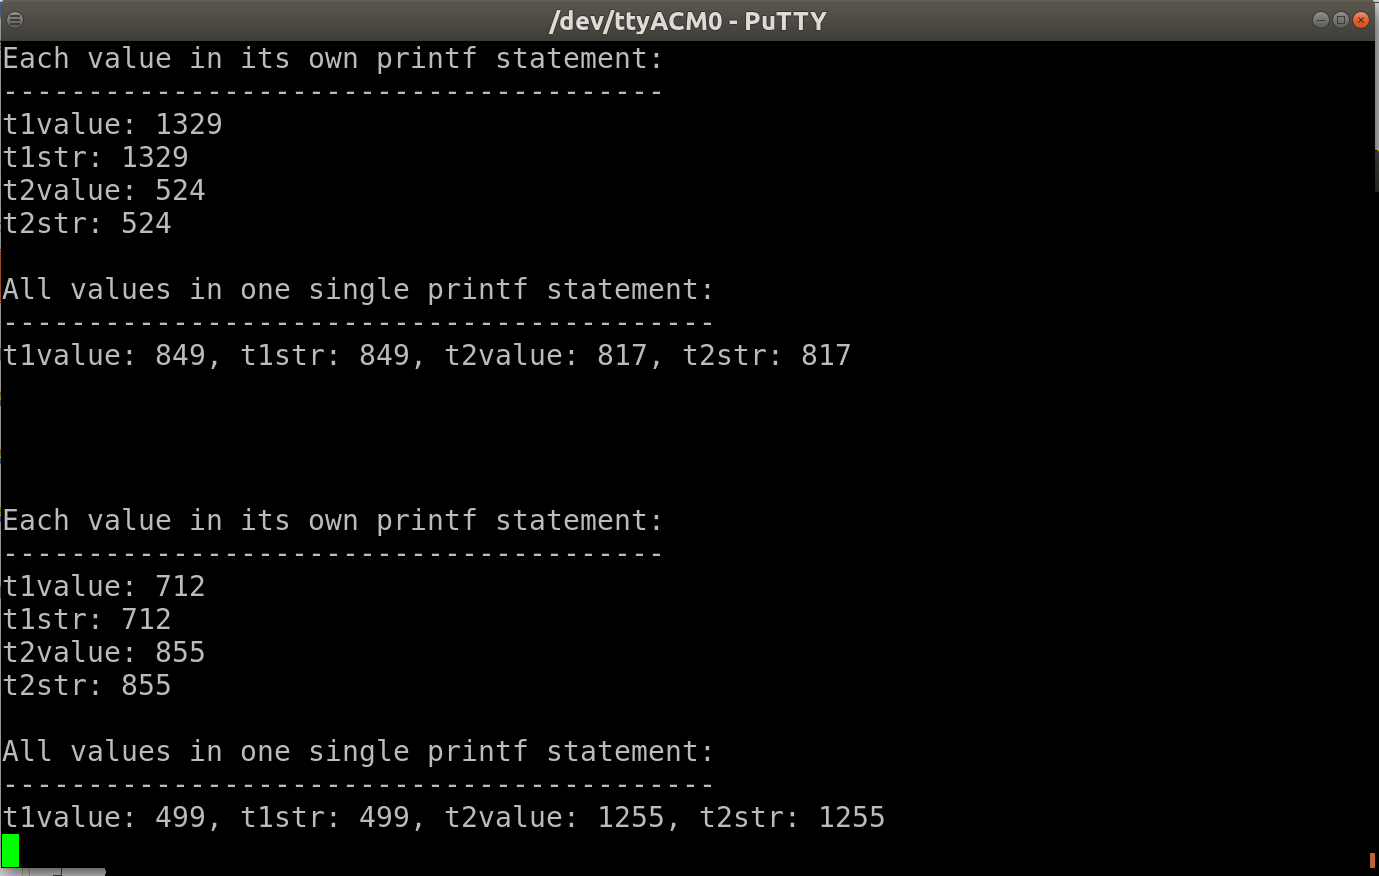 /dev/ttyACM0 - PuTTY
Each value in its own printf statement:
---------------------------------------
t1value: 1329
t1str: 1329
t2value: 524
t2str: 524
All values in one single printf statement:
------------------------------------------
t1value: 849, t1str: 849, t2value: 817, t2str: 817
Each value in its own printf statement:
---------------------------------------
t1value: 712
t1str: 712
t2value: 855
t2str: 855
All values in one single printf statement:
------------------------------------------
t1value: 499, t1str: 499, t2value: 1255, t2str: 1255